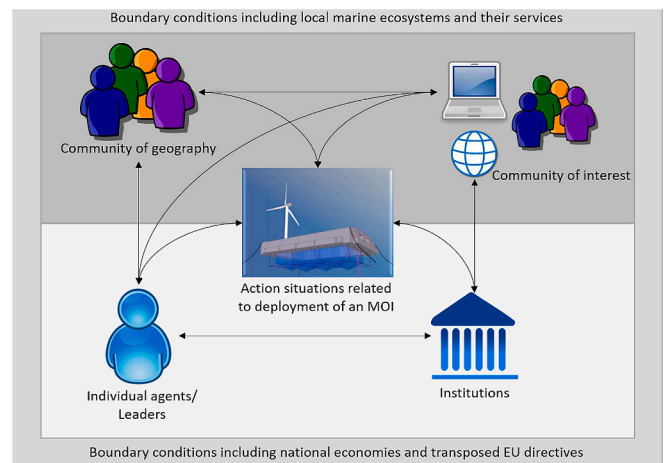 Boundary conditions including local marine ecosystems and their services
Community of geography
Community of interest
Action situations related
to deployment of an MOI
Individual agents/
Leaders
Institutions
Boundary conditions including national economies and transposed EU directives